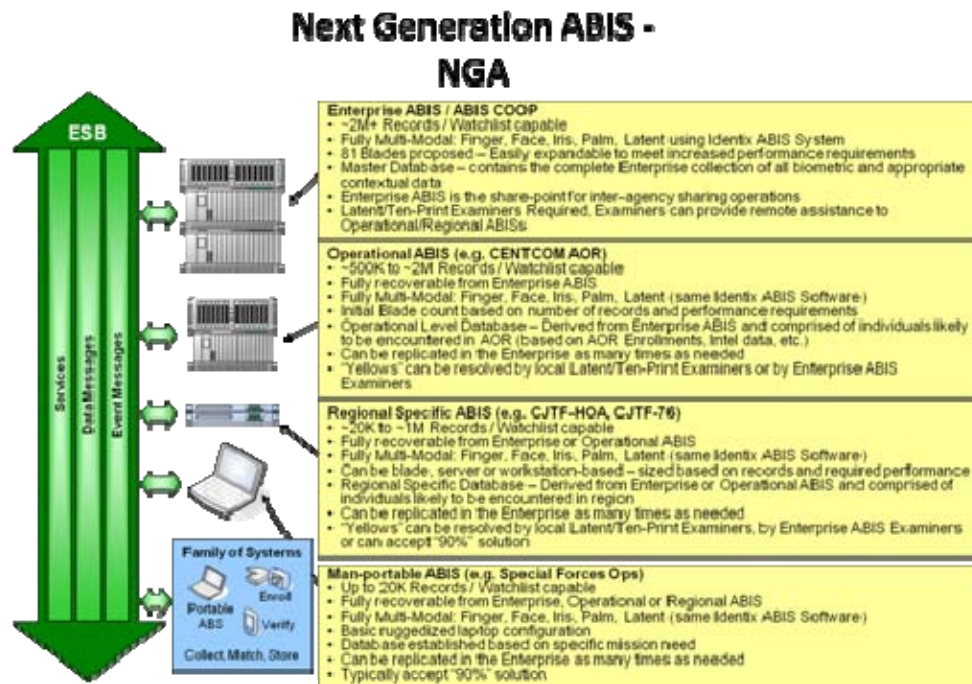 Next Generation ABIS -
NGA
ESB
Services
Data Messages
Event Messages
Enterprise ABIS / ABIS COOP
• ~2M+ Records / Watchlist capable
• Fully Multi-Modal: Finger, Face, Iris, Palm, Latent using Identix ABIS System
• 81 Blades proposed – Easily expandable to meet increased performance requirements
• Master Database – contains the complete Enterprise collection of all biometric and appropriate
contextual data
• Enterprise ABIS is the share-point for inter-agency sharing operations
• Latent/Ten-Print Examiners Required, Examiners can provide remote assistance to
Operational/Regional ABISs
Operational ABIS (e.g. CENTCOM AOR)
• ~500K to ~2M Records / Watchlist capable
• Fully recoverable from Enterprise ABIS
• Fully Multi-Modal: Finger, Face, Iris, Palm, Latent (same Identix ABIS Software)
• Initial Blade count based on number of records and performance requirements
• Operational Level Database – Derived from Enterprise ABIS and comprised of individuals likely
to be encountered in AOR (based on AOR Enrollments, Intel data, etc.)
• Can be replicated in the Enterprise as many times as needed
• "Yellows" can be resolved by local Latent/Ten-Print Examiners or by Enterprise ABIS
Examiners
Regional Specific ABIS (e.g. CJTF-HOA, CJTF-76)
• ~20K to ~1M Records / Watchlist capable
• Fully recoverable from Enterprise or Operational ABIS
• Fully Multi-Modal: Finger, Face, Iris, Palm, Latent (same Identix ABIS Software)
• Can be blade, server or workstation-based – sized based on records and required performance
• Regional Specific Database – Derived from Enterprise or Operational ABIS and comprised of
individuals likely to be encountered in region
• Can be replicated in the Enterprise as many times as needed
• "Yellows" can be resolved by local Latent/Ten-Print Examiners, by Enterprise ABIS Examiners
or can accept "90%" solution
Man-portable ABIS (e.g. Special Forces Ops)
• Up to 20K Records / Watchlist capable
• Fully recoverable from Enterprise, Operational or Regional ABIS
• Fully Multi-Modal: Finger, Face, Iris, Palm, Latent (same Identix ABIS Software)
• Basic ruggedized laptop configuration
• Database established based on specific mission need
• Can be replicated in the Enterprise as many times as needed
• Typically accept "90%" solution
Family of Systems
Enroll
Portable
ABS
Verify
Collect, Match, Store